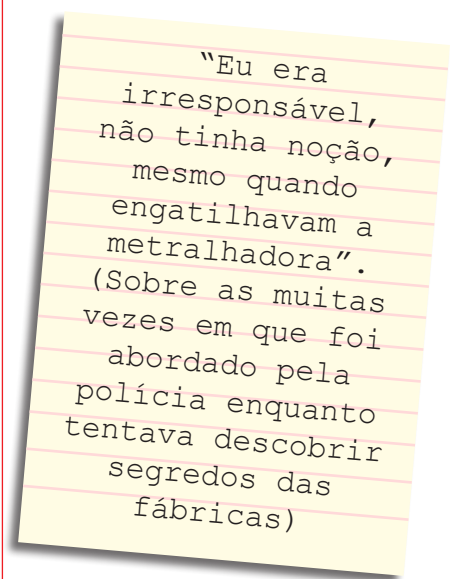 “Eu era
irresponsável,
não tinha noção,
mesmo quando
engatilhavam a
metralhadora”.
(Sobre as muitas
vezes em que foi
abordado pela
polícia enquanto
tentava descobrir
segredos das
fábricas)